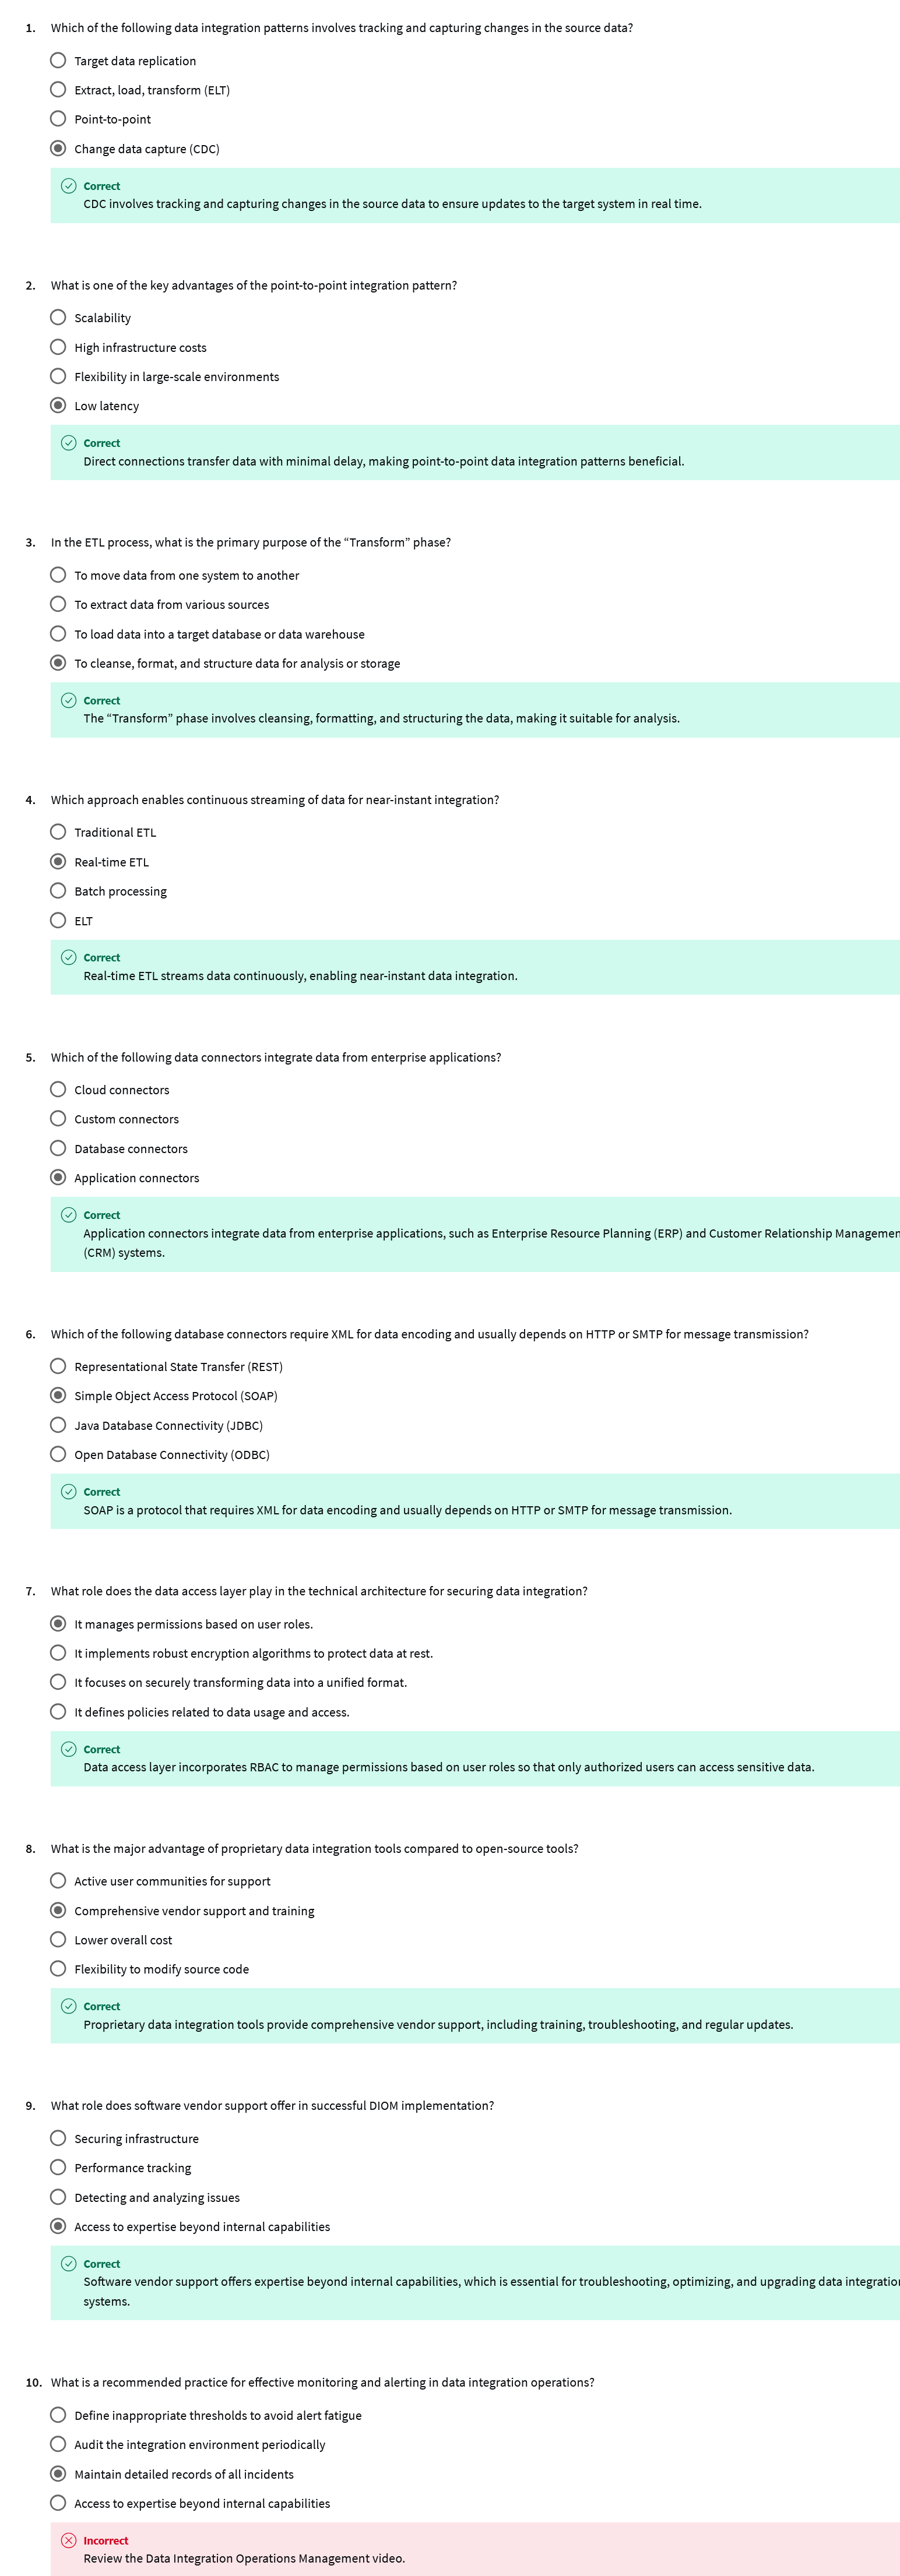 1. Which of the following data integration patterns involves tracking and capturing changes in the source data?
Target data replication
Extract, load, transform (ELT)
Point-to-point
Change data capture (CDC)
Correct
CDC involves tracking and capturing changes in the source data to ensure updates to the target system in real time.
2. What is one of the key advantages of the point-to-point integration pattern?
Scalability
High infrastructure costs
Flexibility in large-scale environments
Low latency
Correct
Direct connections transfer data with minimal delay, making point-to-point data integration patterns beneficial.
3. In the ETL process, what is the primary purpose of the “Transform” phase?
To move data from one system to another
To extract data from various sources
To load data into a target database or data warehouse
To cleanse, format, and structure data for analysis or storage
Correct
The “Transform” phase involves cleansing, formatting, and structuring the data, making it suitable for analysis.
4. Which approach enables continuous streaming of data for near-instant integration?
Traditional ETL
Real-time ETL
Batch processing
ELT
Correct
Real-time ETL streams data continuously, enabling near-instant data integration.
5. Which of the following data connectors integrate data from enterprise applications?
Cloud connectors
Custom connectors
Database connectors
Application connectors
Correct
Application connectors integrate data from enterprise applications, such as Enterprise Resource Planning (ERP) and Customer Relationship Managemen
(CRM) systems.
6. Which of the following database connectors require XML for data encoding and usually depends on HTTP or SMTP for message transmission?
Representational State Transfer (REST)
Simple Object Access Protocol (SOAP)
Java Database Connectivity (JDBC)
Open Database Connectivity (ODBC)
Correct
SOAP is a protocol that requires XML for data encoding and usually depends on HTTP or SMTP for message transmission.
7. What role does the data access layer play in the technical architecture for securing data integration?
It manages permissions based on user roles.
It implements robust encryption algorithms to protect data at rest.
It focuses on securely transforming data into a unified format.
It defines policies related to data usage and access.
Correct
Data access layer incorporates RBAC to manage permissions based on user roles so that only authorized users can access sensitive data.
8. What is the major advantage of proprietary data integration tools compared to open-source tools?
Active user communities for support
Comprehensive vendor support and training
Lower overall cost
Flexibility to modify source code
Correct
Proprietary data integration tools provide comprehensive vendor support, including training, troubleshooting, and regular updates.
9. What role does software vendor support offer in successful DIOM implementation?
Securing infrastructure
Performance tracking
Detecting and analyzing issues
Access to expertise beyond internal capabilities
Correct
Software vendor support offers expertise beyond internal capabilities, which is essential for troubleshooting, optimizing, and upgrading data integration
systems.
10. What is a recommended practice for effective monitoring and alerting in data integration operations?
Define inappropriate thresholds to avoid alert fatigue
Audit the integration environment periodically
Maintain detailed records of all incidents
Access to expertise beyond internal capabilities
Incorrect
Review the Data Integration Operations Management video.